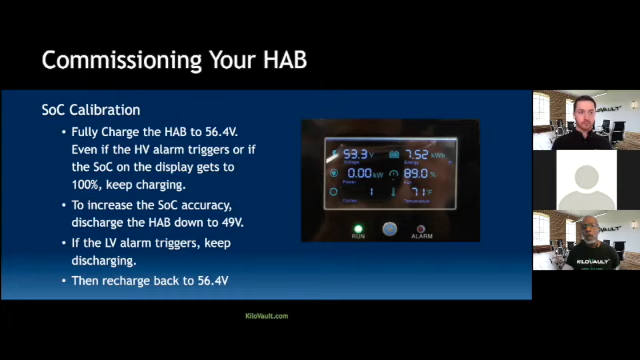 Commissioning Your HAB
SoC Calibration
• Fully Charge the HAB to 56.4V.
Even if the HV alarm triggers or if
the SoC on the display gets to
100%, keep charging.
• To increase the SoC accuracy,
discharge the HAB down to 49V.
• If the LV alarm triggers, keep
discharging.
• Then recharge back to 56.4V
53.3 V
Voltage
7.52 kWh
Energy
0.00 kW
Power
89.0 %
71 °F
Temperature
RUN
ALARM
KiloVault.com
KILOVAULT